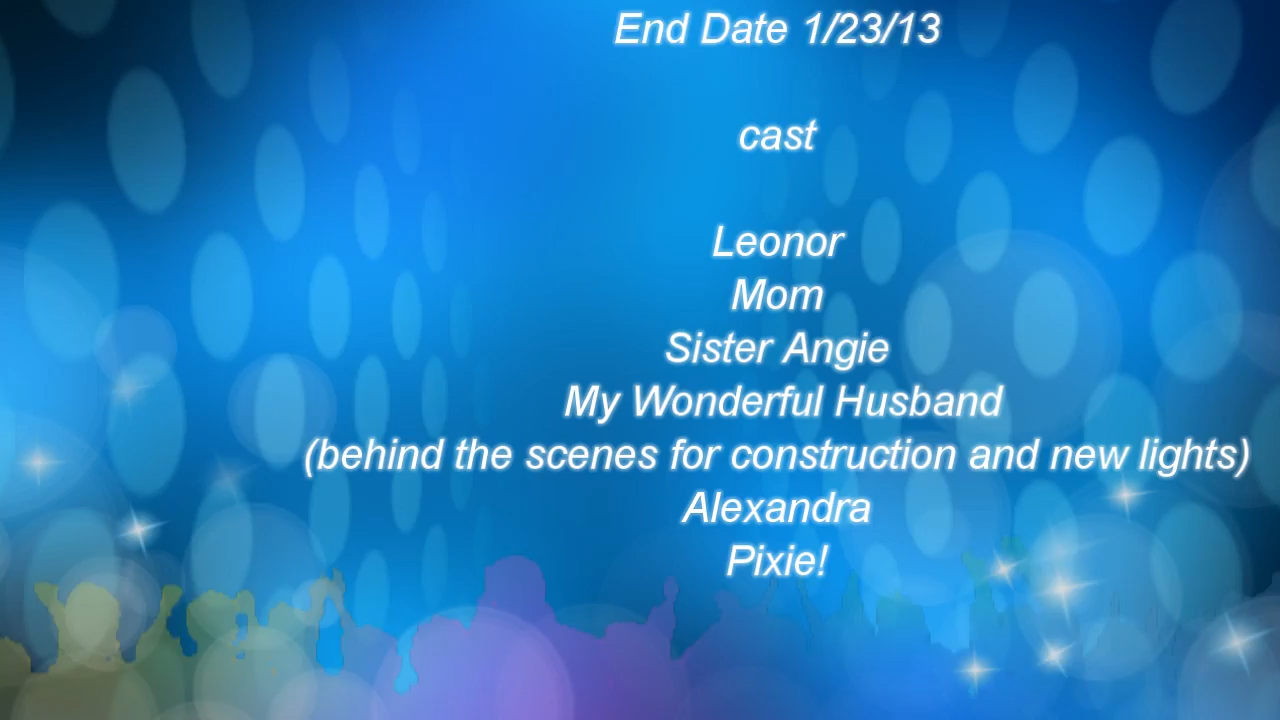 End Date 1/23/13
cast
Leonor
Mom
Sister Angie
My Wonderful Husband
(behind the scenes for construction and new lights)
Alexandra
Pixie!